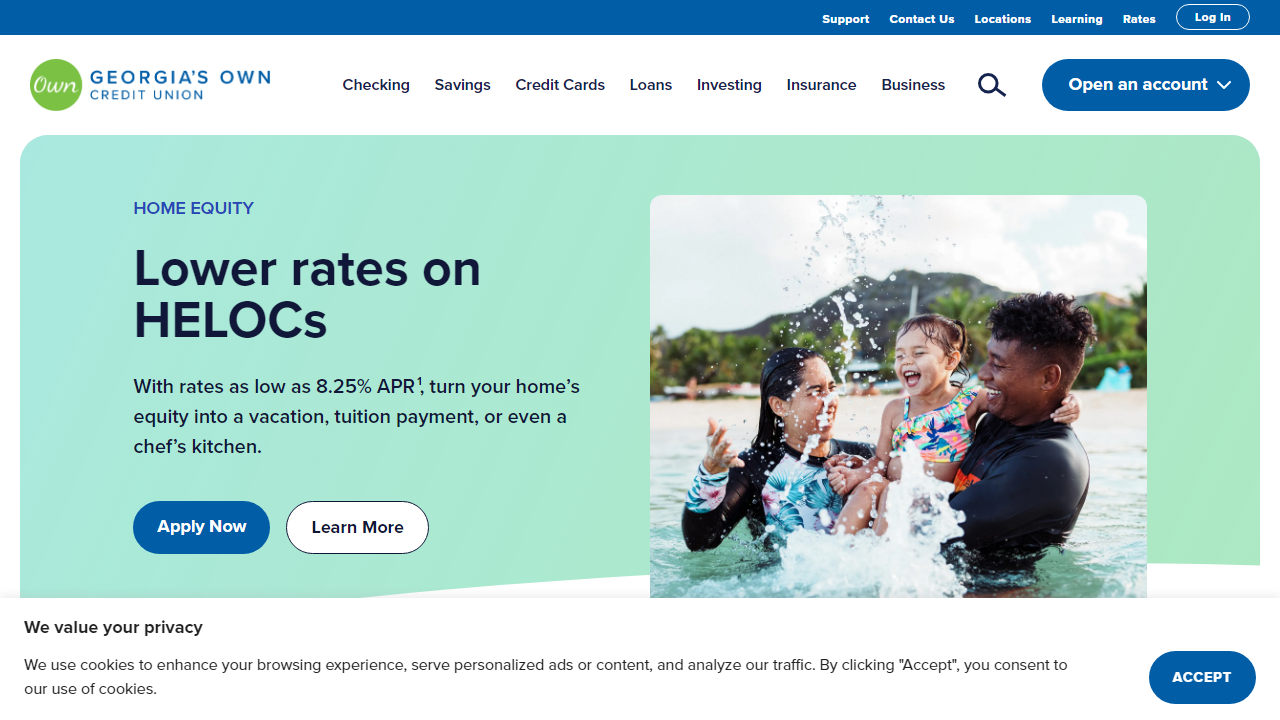 Support Contact Us Locations Learning Rates Log In
Own GEORGIA'S OWN
CREDIT UNION
Checking Savings Credit Cards Loans Investing Insurance Business Open an account
HOME EQUITY
Lower rates on
HELOCs
With rates as low as 8.25% APR¹, turn your home’s
equity into a vacation, tuition payment, or even a
chef’s kitchen.
Apply Now Learn More
We value your privacy
We use cookies to enhance your browsing experience, serve personalized ads or content, and analyze our traffic. By clicking "Accept", you consent to
our use of cookies.
ACCEPT